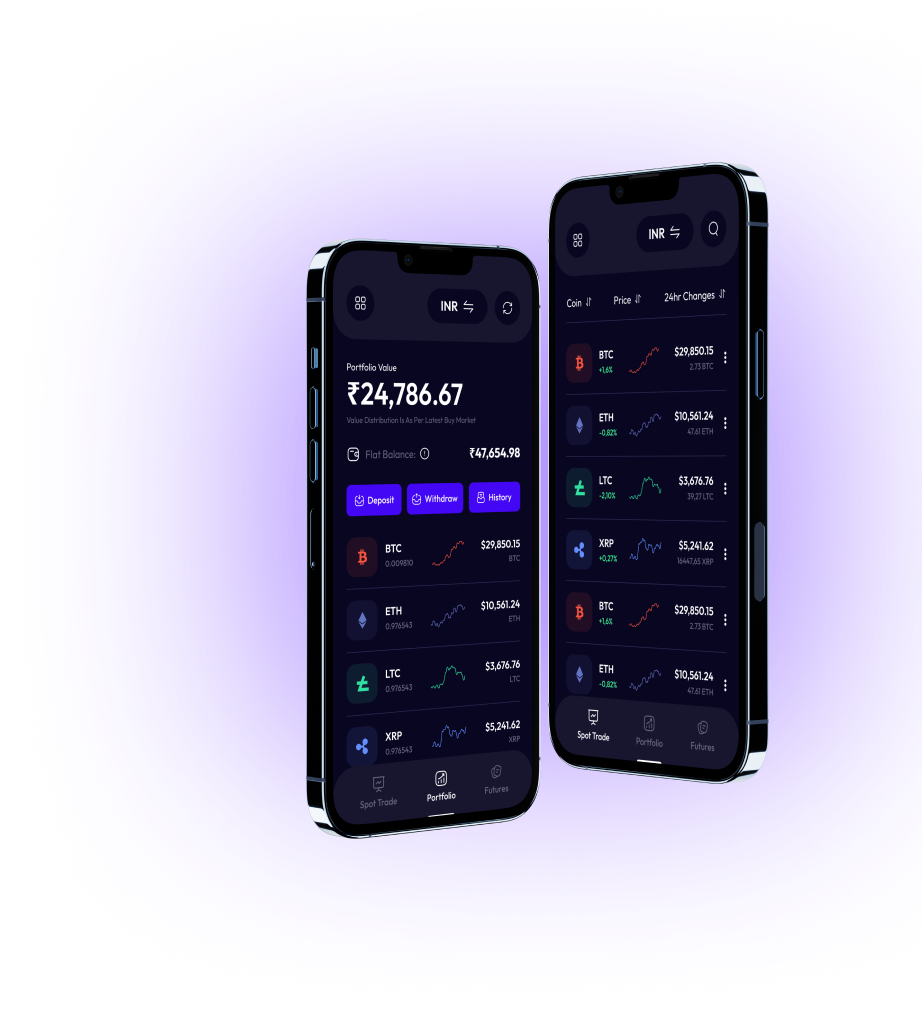 INR
Portfolio Value
₹24,786.67
Value Distribution Is As Per Latest Buy Market
Fiat Balance:
₹47,654.98
Deposit
Withdraw
History
BTC
$29,850.15
0.009810
BTC
ETH
$10,561.24
0.976543
ETH
LTC
$3,676.76
0.976543
LTC
XRP
$5,241.62
0.976543
XRP
Spot Trade
Portfolio
Futures
INR
Coin
Price
24hr Changes
BTC
$29,850.15
+1,6%
2.73 BTC
ETH
$10,561.24
-0,82%
47.61 ETH
LTC
$3,676.76
-2,10%
39,27 LTC
XRP
$5,241.62
+0,27%
16447,65 XRP
BTC
$29,850.15
+1,6%
2.73 BTC
ETH
$10,561.24
-0,82%
47.61 ETH
Spot Trade
Portfolio
Futures